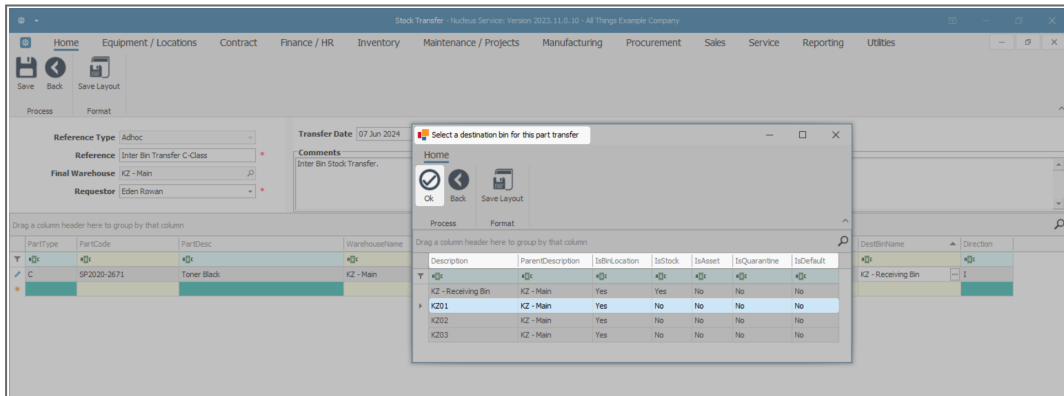 Stock Transfer - Nucleus Service: Version 2023.11.0.10 - All Things Example Company
Home Equipment / Locations Contract Finance / HR Inventory Maintenance / Projects Manufacturing Procurement Sales Service Reporting Utilities
Save Back Save Layout
Process Format
Reference Type Adhoc
Reference Inter Bin Transfer C-Class *
Final Warehouse KZ - Main
Requestor Eden Rowan *
Transfer Date 07 Jun 2024
Comments
Inter Bin Stock Transfer.
Drag a column header here to group by that column
PartType PartCode PartDesc WarehouseName DestBinName Direction
C SP2020-2671 Toner Black KZ - Main KZ - Receiving Bin ... I
Select a destination bin for this part transfer
Home
Ok Back Save Layout
Process Format
Drag a column header here to group by that column
Description ParentDescription IsBinLocation IsStock IsAsset IsQuarantine IsDefault
KZ - Receiving Bin KZ - Main Yes Yes No No No
KZ01 KZ - Main Yes No No No No
KZ02 KZ - Main Yes No No No No
KZ03 KZ - Main Yes No No No No